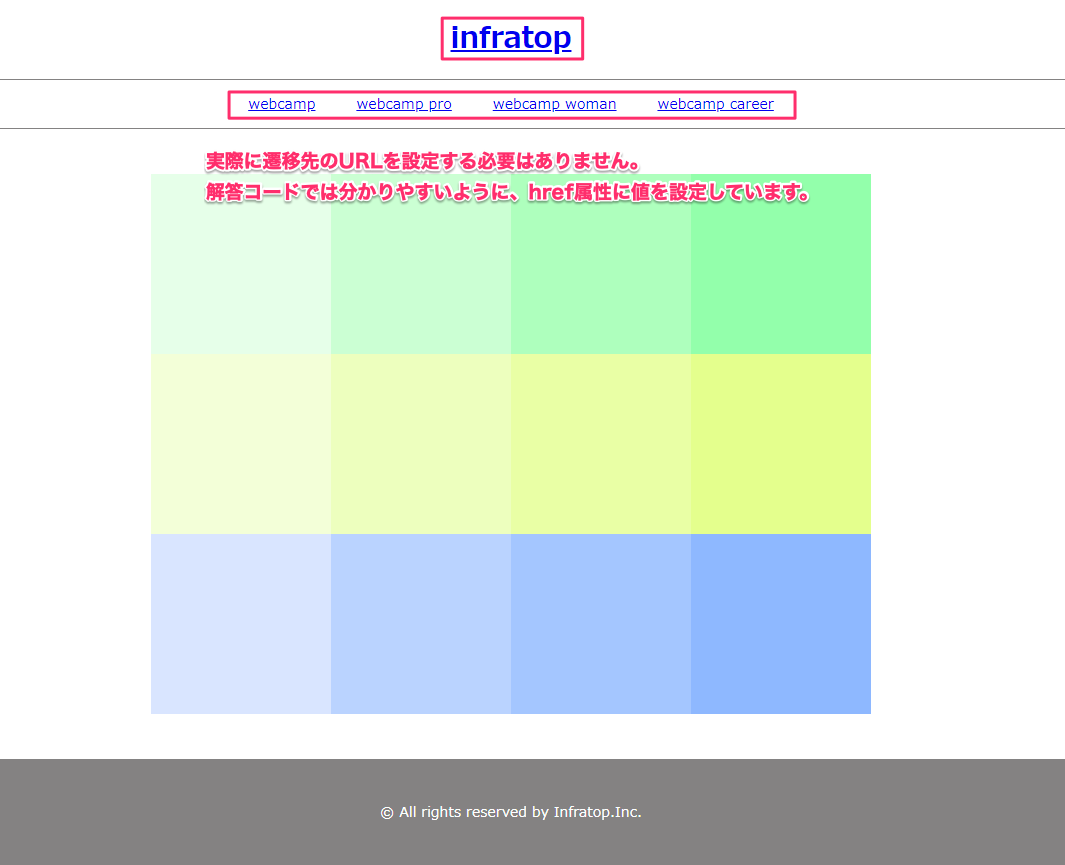 infratop
webcamp webcamp pro webcamp woman webcamp career
実際に遷移先のURLを設定する必要はありません。
解答コードでは分かりやすいように、href属性に値を設定しています。
© All rights reserved by Infratop.Inc.